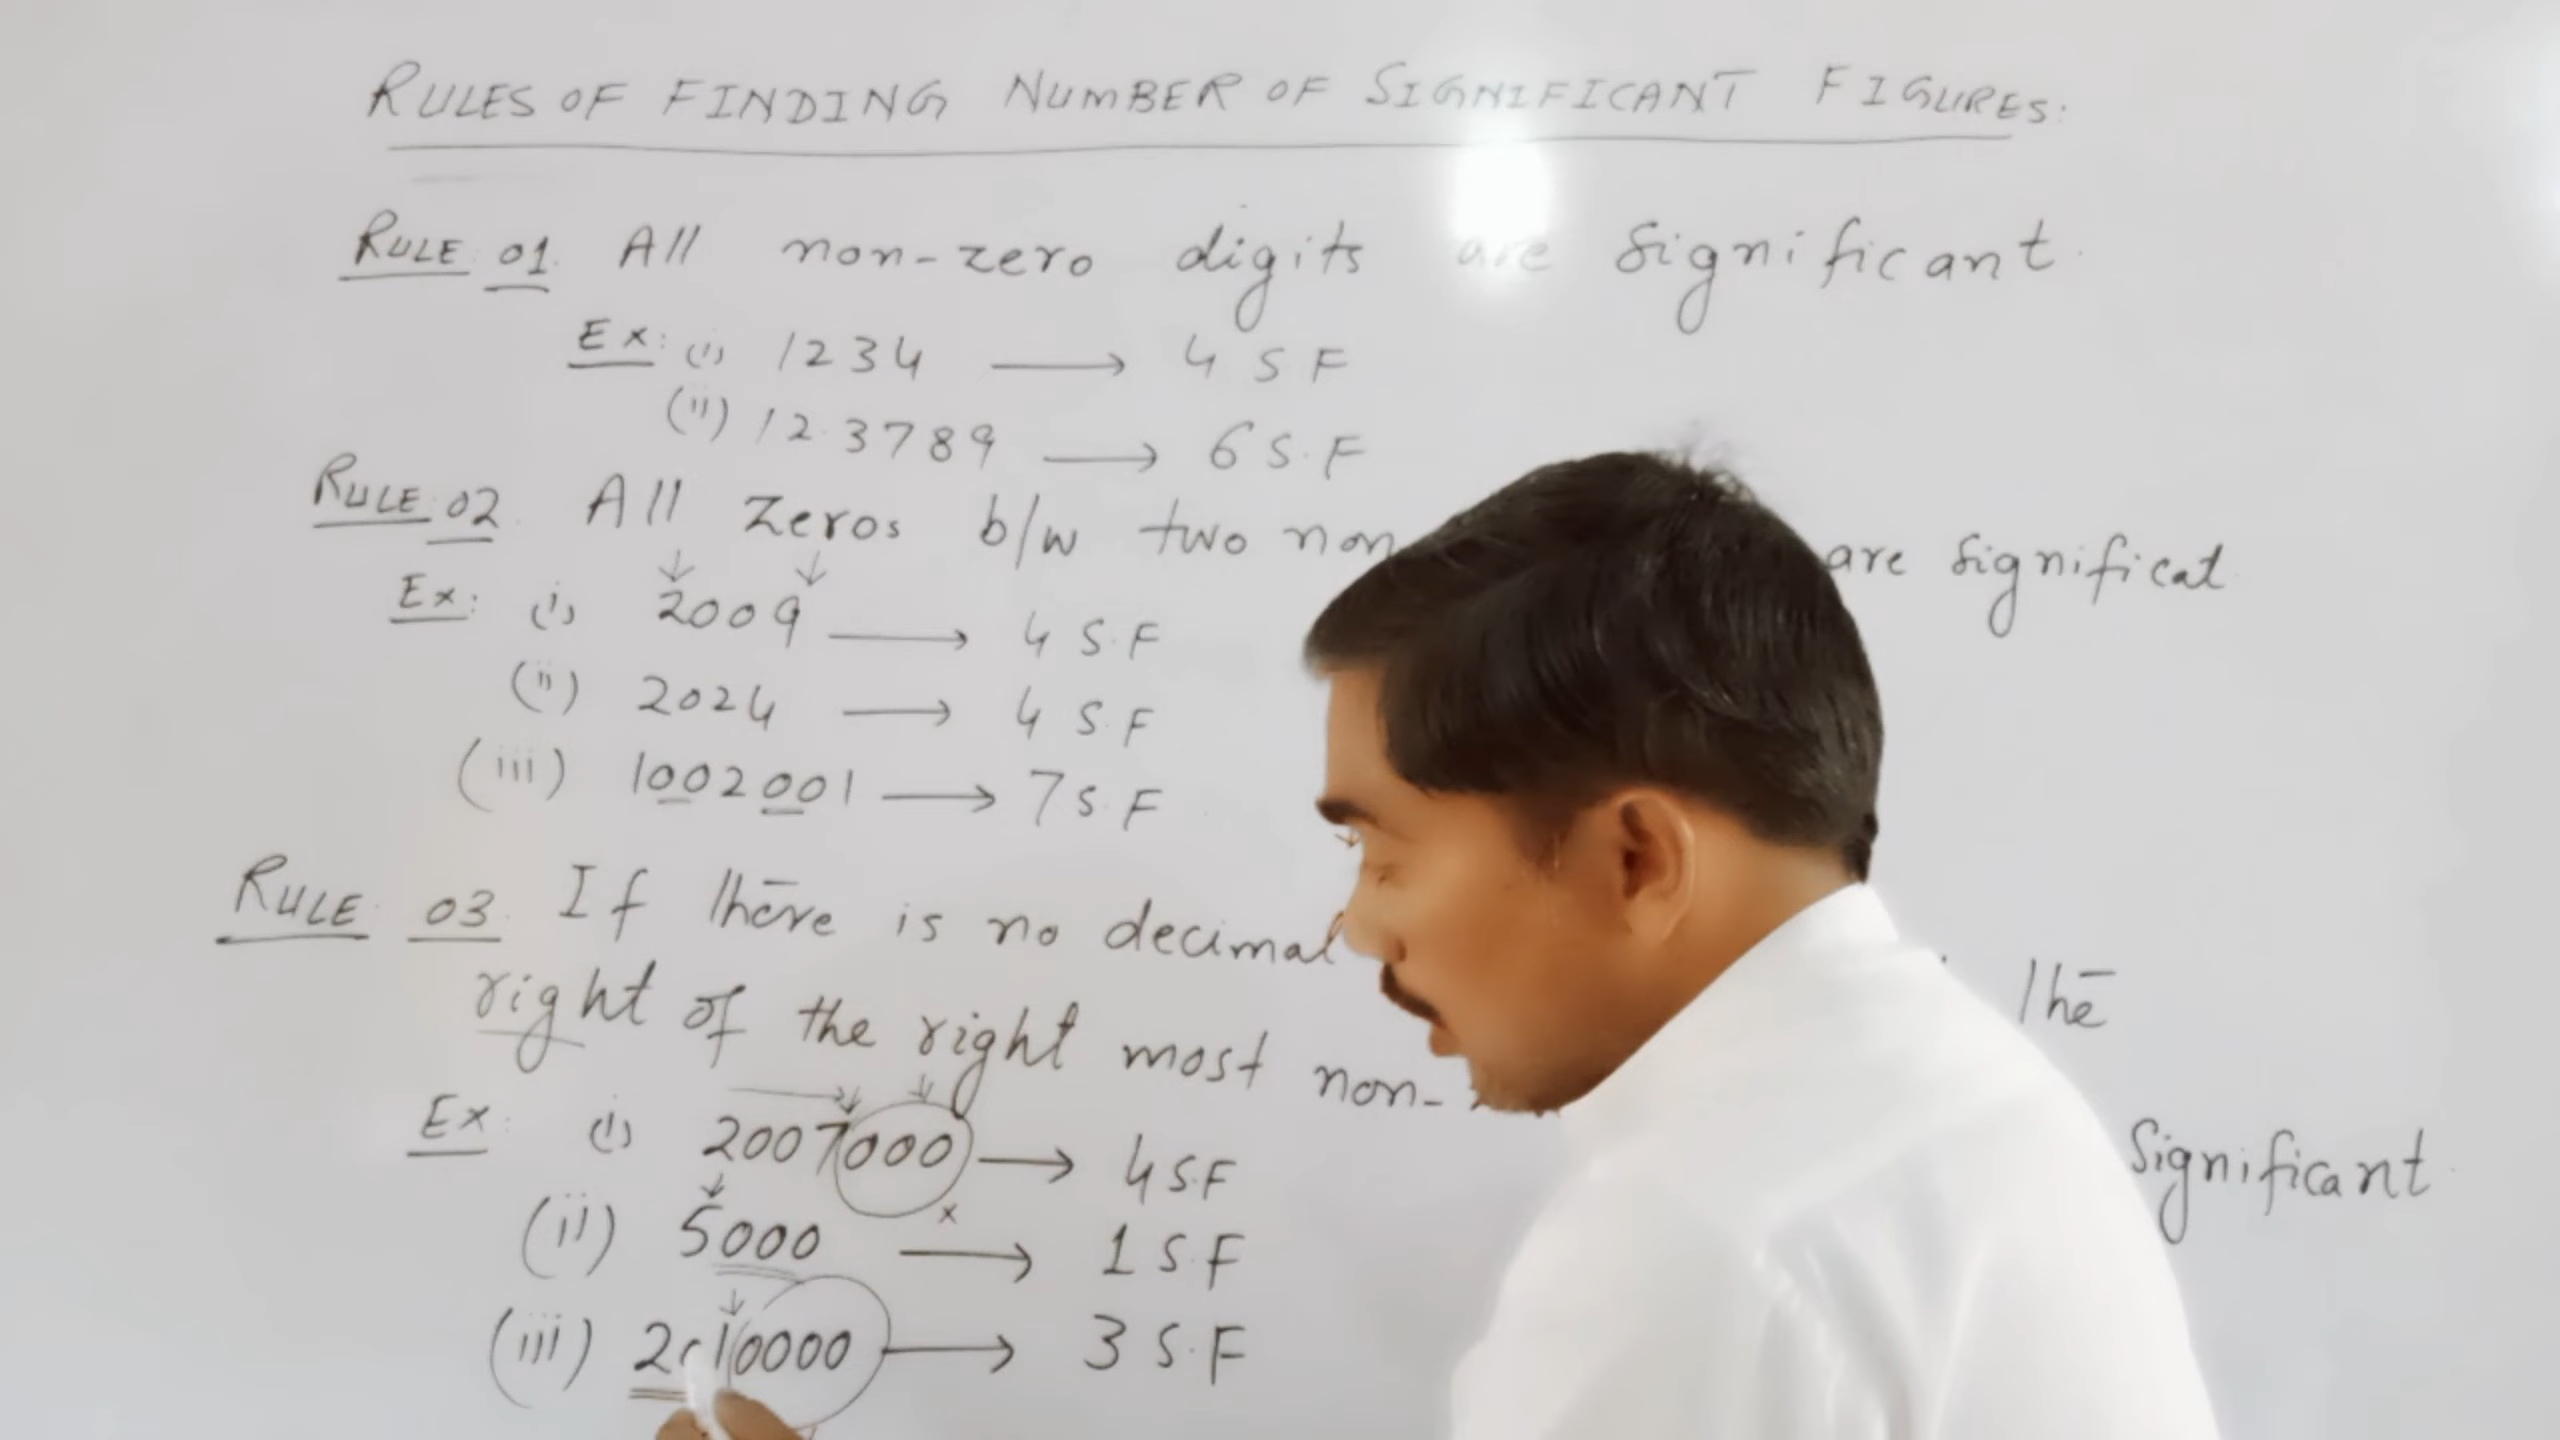 RULES OF FINDING NUMBER OF SIGNIFICANT FIGURES:
RULE 01. All non-zero digits are significant.
Ex: (i) 1234 → 4 S F
(ii) 123789 → 6 S.F
RULE 02. All zeros b/w two non are significat
Ex: (i) 2009 → 4 S.F
(ii) 2024 → 4 S.F
(iii) 1002001 → 7 S.F
RULE 03. If there is no decimal the
right of the right most non- significant.
Ex: (i) 2007000 → 4 S.F
(ii) 5000 → 1 S.F
(iii) 2010000 → 3 S.F